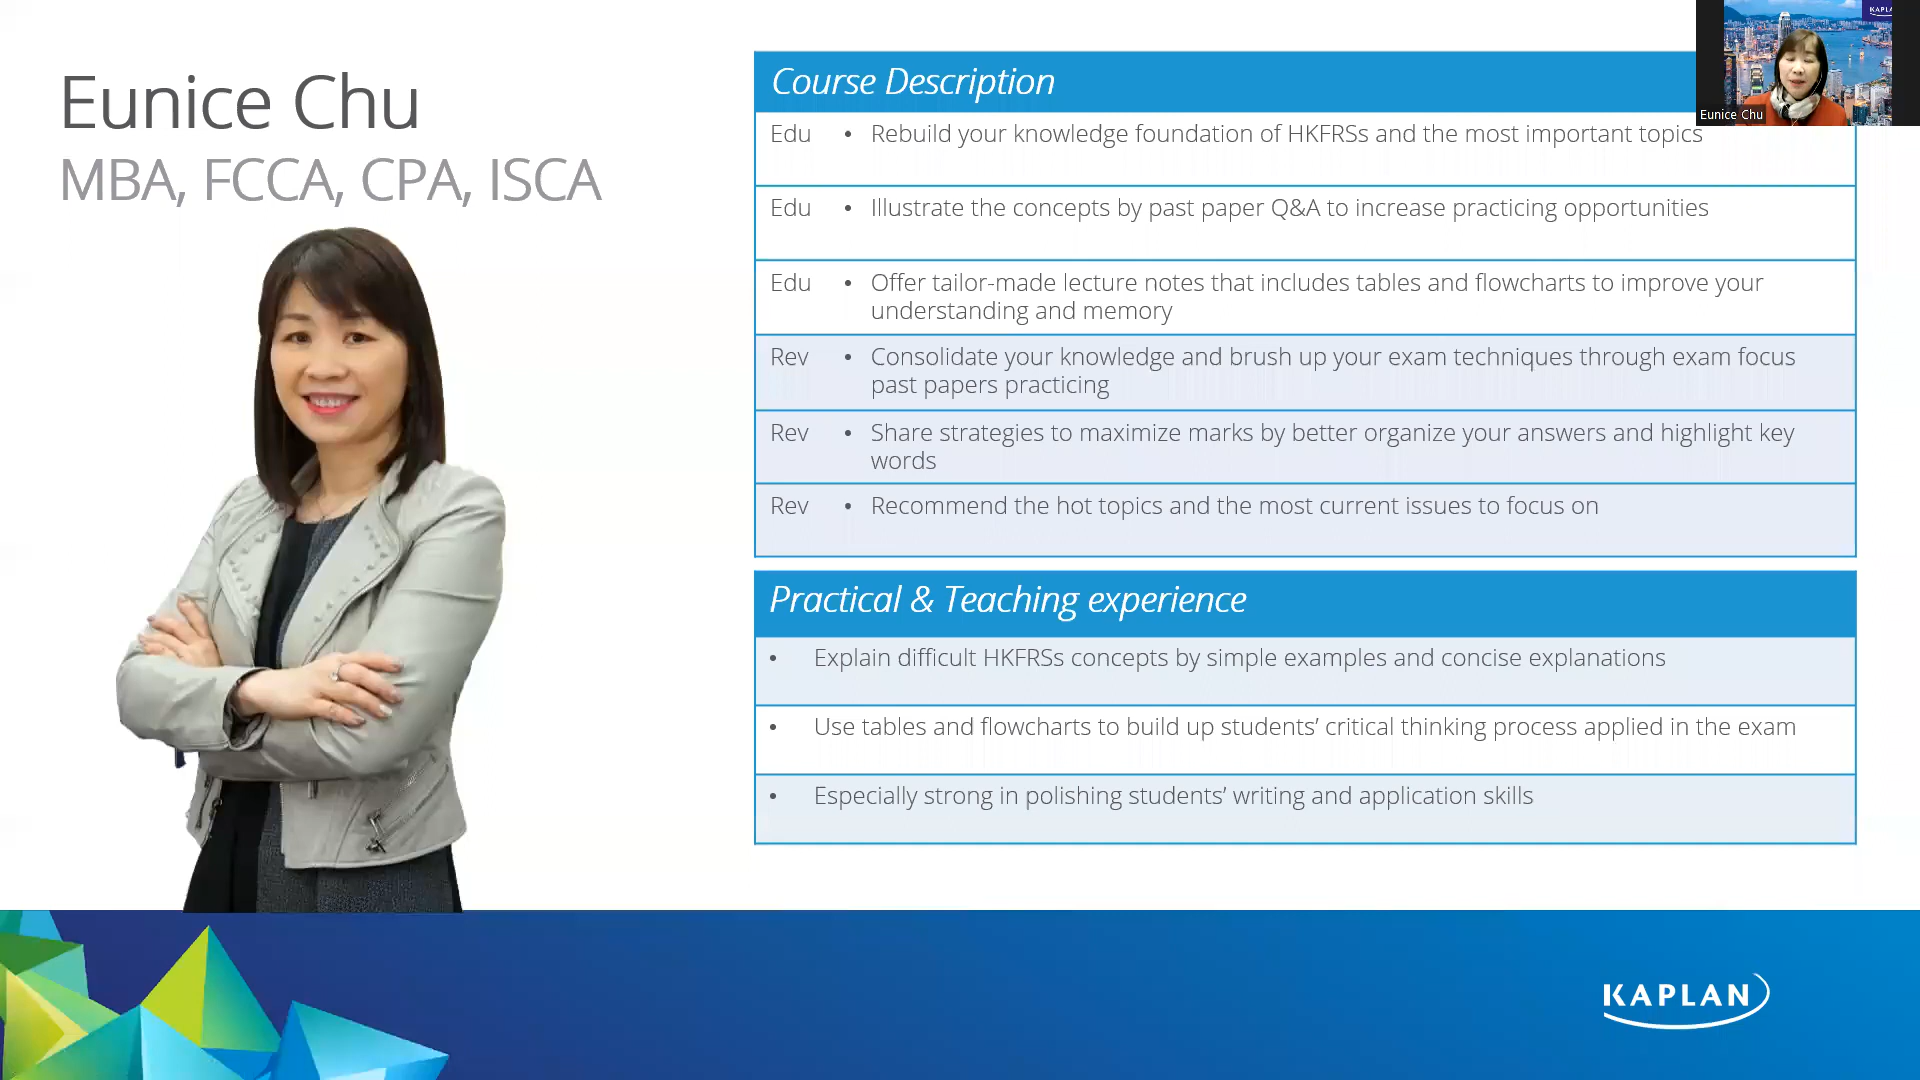 Eunice Chu
MBA, FCCA, CPA, ISCA
Course Description
Edu • Rebuild your knowledge foundation of HKFRSs and the most important topics
Edu • Illustrate the concepts by past paper Q&A to increase practicing opportunities
Edu • Offer tailor-made lecture notes that includes tables and flowcharts to improve your
understanding and memory
Rev • Consolidate your knowledge and brush up your exam techniques through exam focus
past papers practicing
Rev • Share strategies to maximize marks by better organize your answers and highlight key
words
Rev • Recommend the hot topics and the most current issues to focus on
Practical & Teaching experience
• Explain difficult HKFRSs concepts by simple examples and concise explanations
• Use tables and flowcharts to build up students’ critical thinking process applied in the exam
• Especially strong in polishing students’ writing and application skills
Eunice Chu
KAPLAN